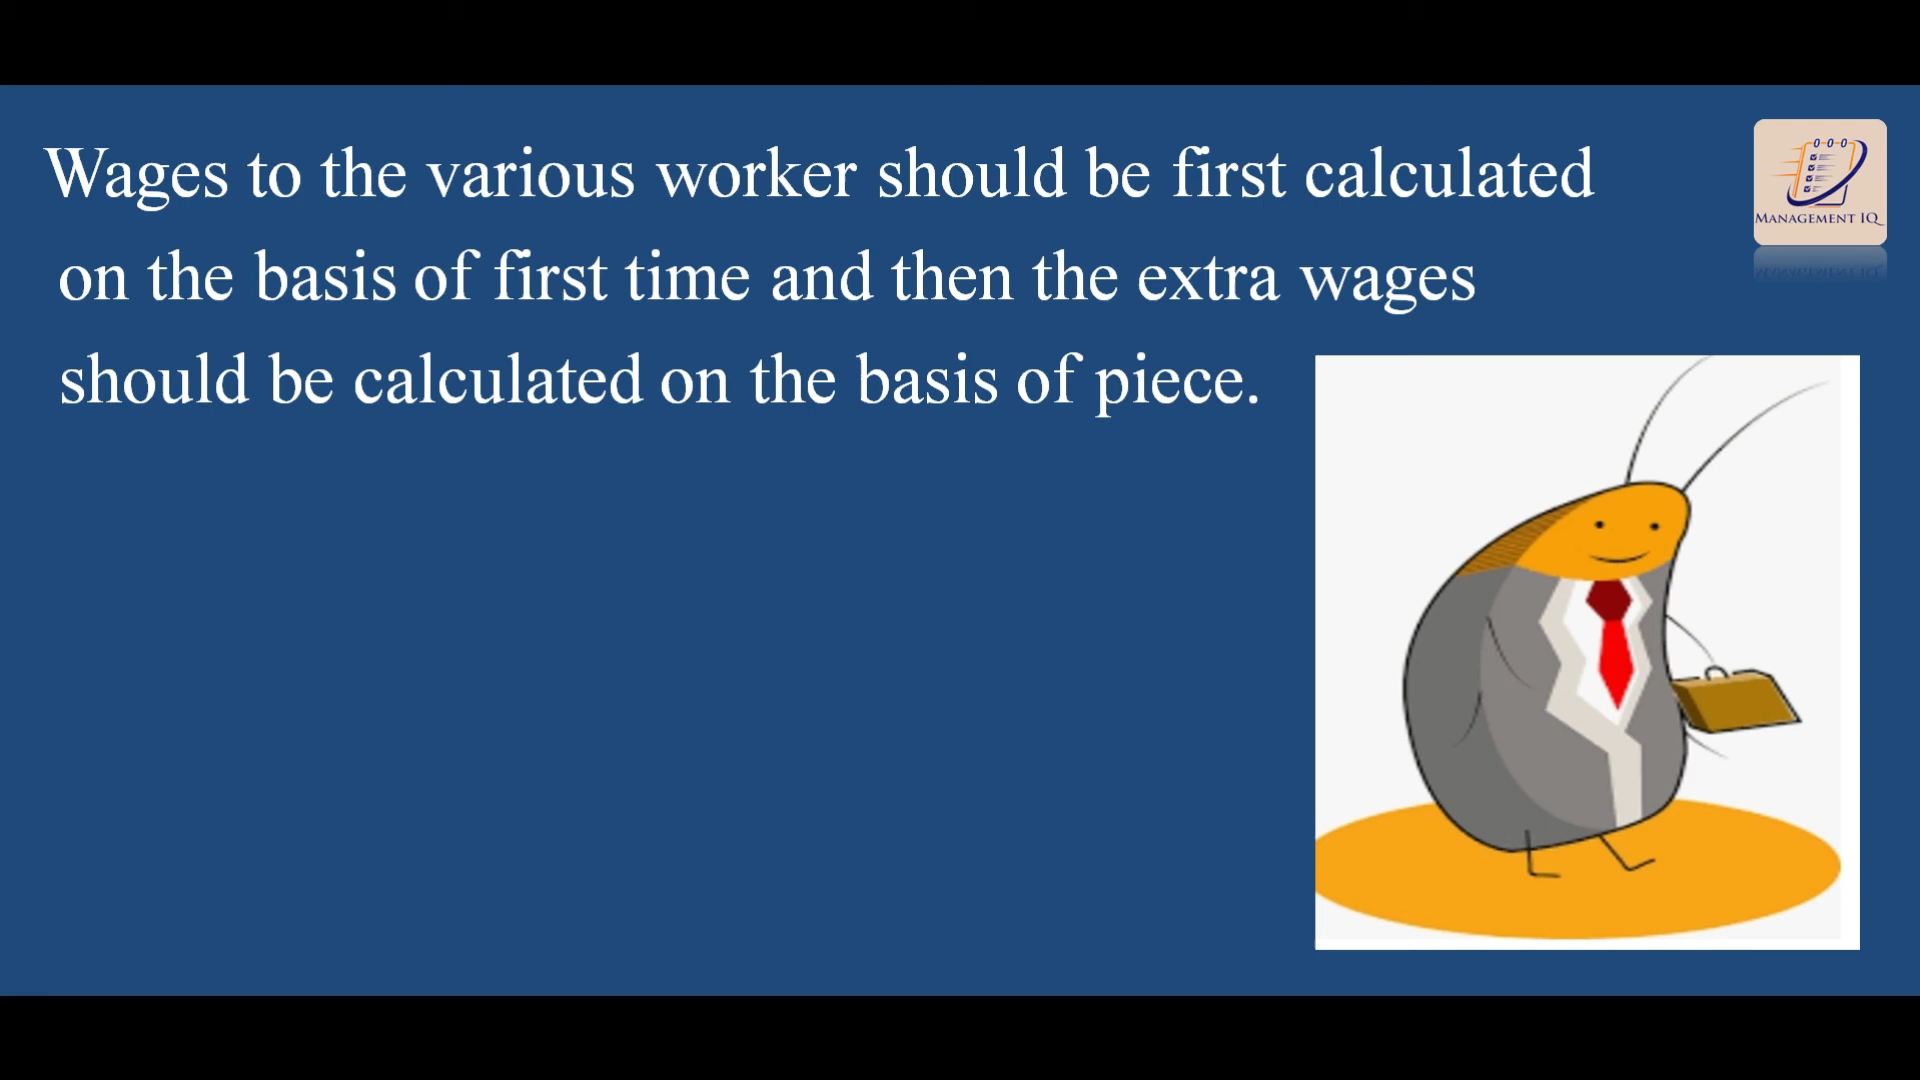 Wages to the various worker should be first calculated
on the basis of first time and then the extra wages
should be calculated on the basis of piece.
MANAGEMENT IQ